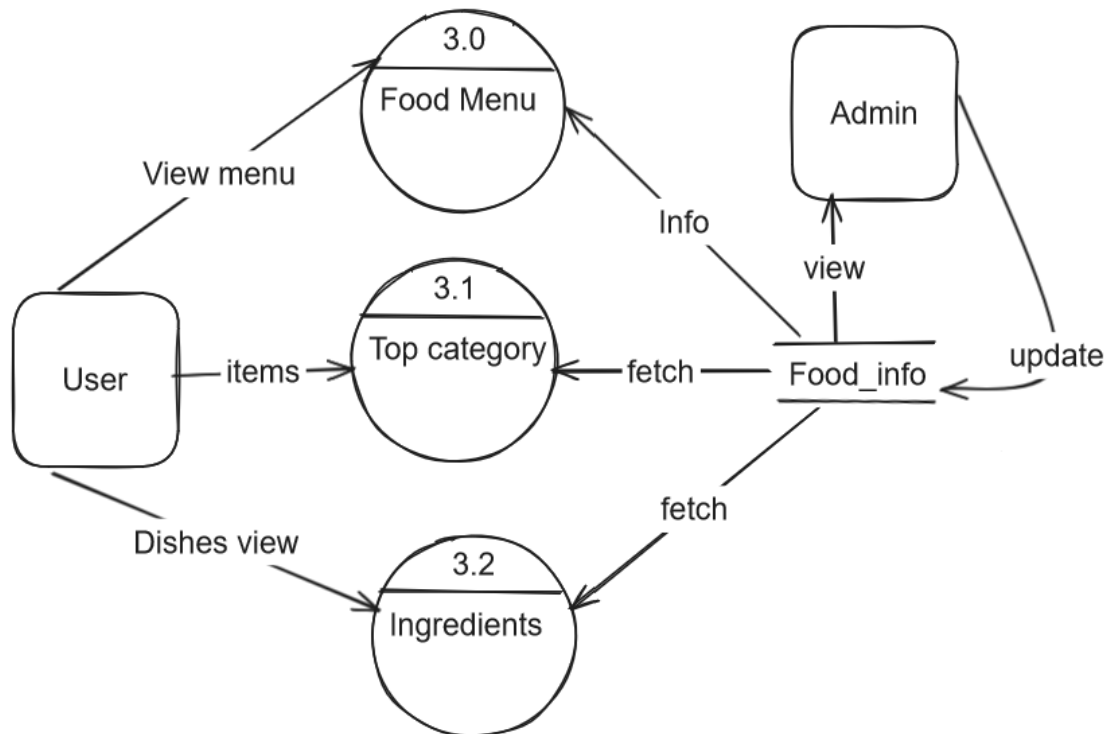 3.0
Food Menu
Admin
View menu
Info
view
3.1
Top category
User
items
fetch
Food_info
update
fetch
Dishes view
3.2
Ingredients